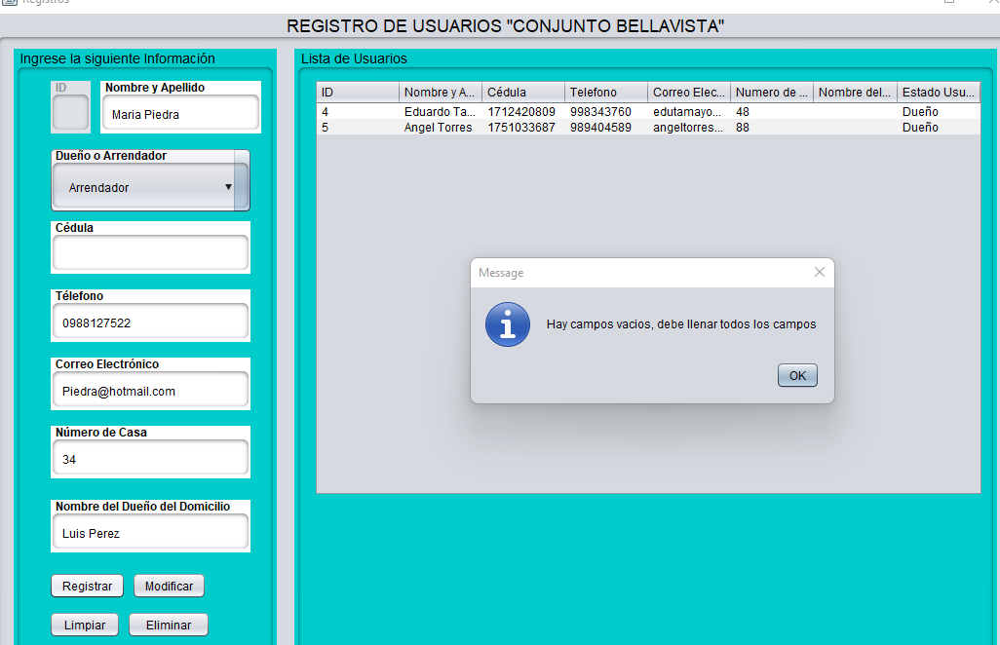 Registros
REGISTRO DE USUARIOS "CONJUNTO BELLAVISTA"
Ingrese la siguiente Información
ID
Nombre y Apellido
Maria Piedra
Dueño o Arrendador
Arrendador
Cédula
Télefono
0988127522
Correo Electrónico
Piedra@hotmail.com
Número de Casa
34
Nombre del Dueño del Domicilio
Luis Perez
Registrar Modificar
Limpiar Eliminar
Lista de Usuarios
ID Nombre y A... Cédula Telefono Correo Elec... Numero de ... Nombre del... Estado Usu...
4 Eduardo Ta... 1712420809 998343760 edutamayo... 48 Dueño
5 Angel Torres 1751033687 989404589 angeltorres... 88 Dueño
Message
Hay campos vacios, debe llenar todos los campos
OK